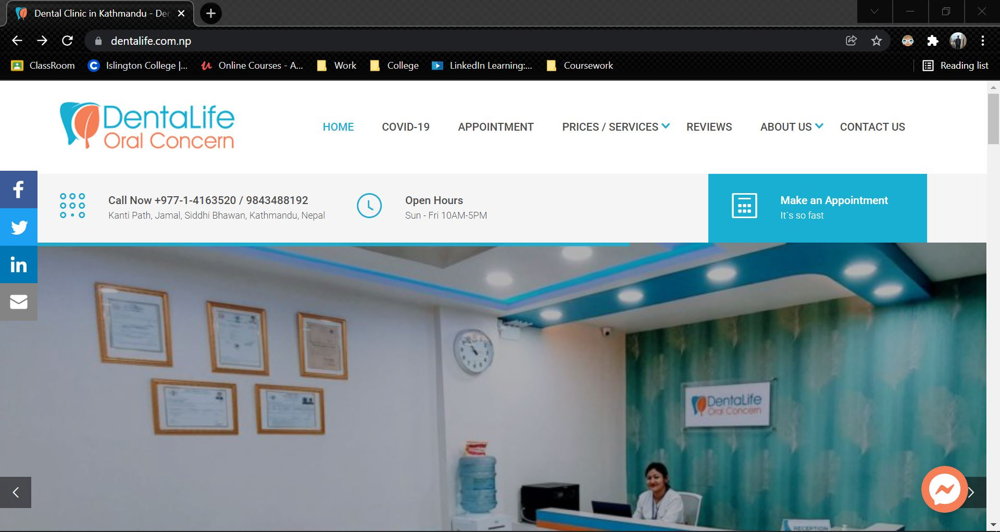 Dental Clinic in Kathmandu - Den
dentalife.com.np
ClassRoom
Islington College |...
Online Courses - A...
Work
College
LinkedIn Learning:...
Coursework
Reading list
DentaLife
Oral Concern
HOME
COVID-19
APPOINTMENT
PRICES / SERVICES
REVIEWS
ABOUT US
CONTACT US
Call Now +977-1-4163520 / 9843488192
Kanti Path, Jamal, Siddhi Bhawan, Kathmandu, Nepal
Open Hours
Sun - Fri 10AM-5PM
Make an Appointment
It`s so fast
DentaLife
Oral Concern
RECEPTION